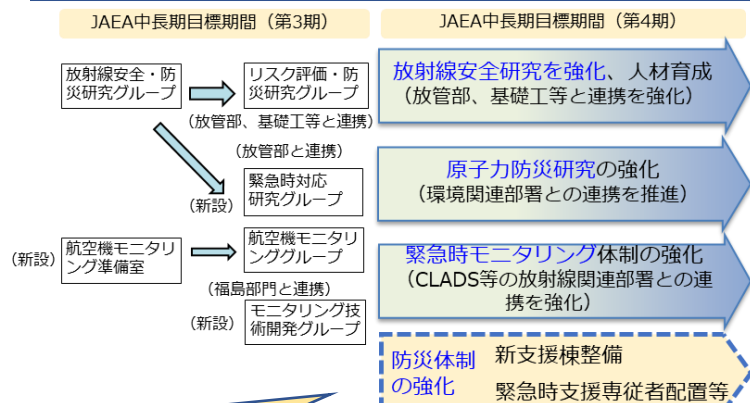 JAEA中長期目標期間（第3期）
JAEA中長期目標期間（第4期）
放射線安全・防
災研究グループ
リスク評価・防
災研究グループ
（放管部、基礎工等と連携）
（放管部と連携）
（新設）
緊急時対応
研究グループ
（新設）
航空機モニタリ
ング準備室
航空機モニタリ
ンググループ
（福島部門と連携）
（新設）
モニタリング技
術開発グループ
放射線安全研究を強化、人材育成
（放管部、基礎工等と連携を強化）
原子力防災研究の強化
（環境関連部署との連携を推進）
緊急時モニタリング体制の強化
（CLADS等の放射線関連部署との連
携を強化）
防災体制
の強化
新支援棟整備
緊急時支援専従者配置等